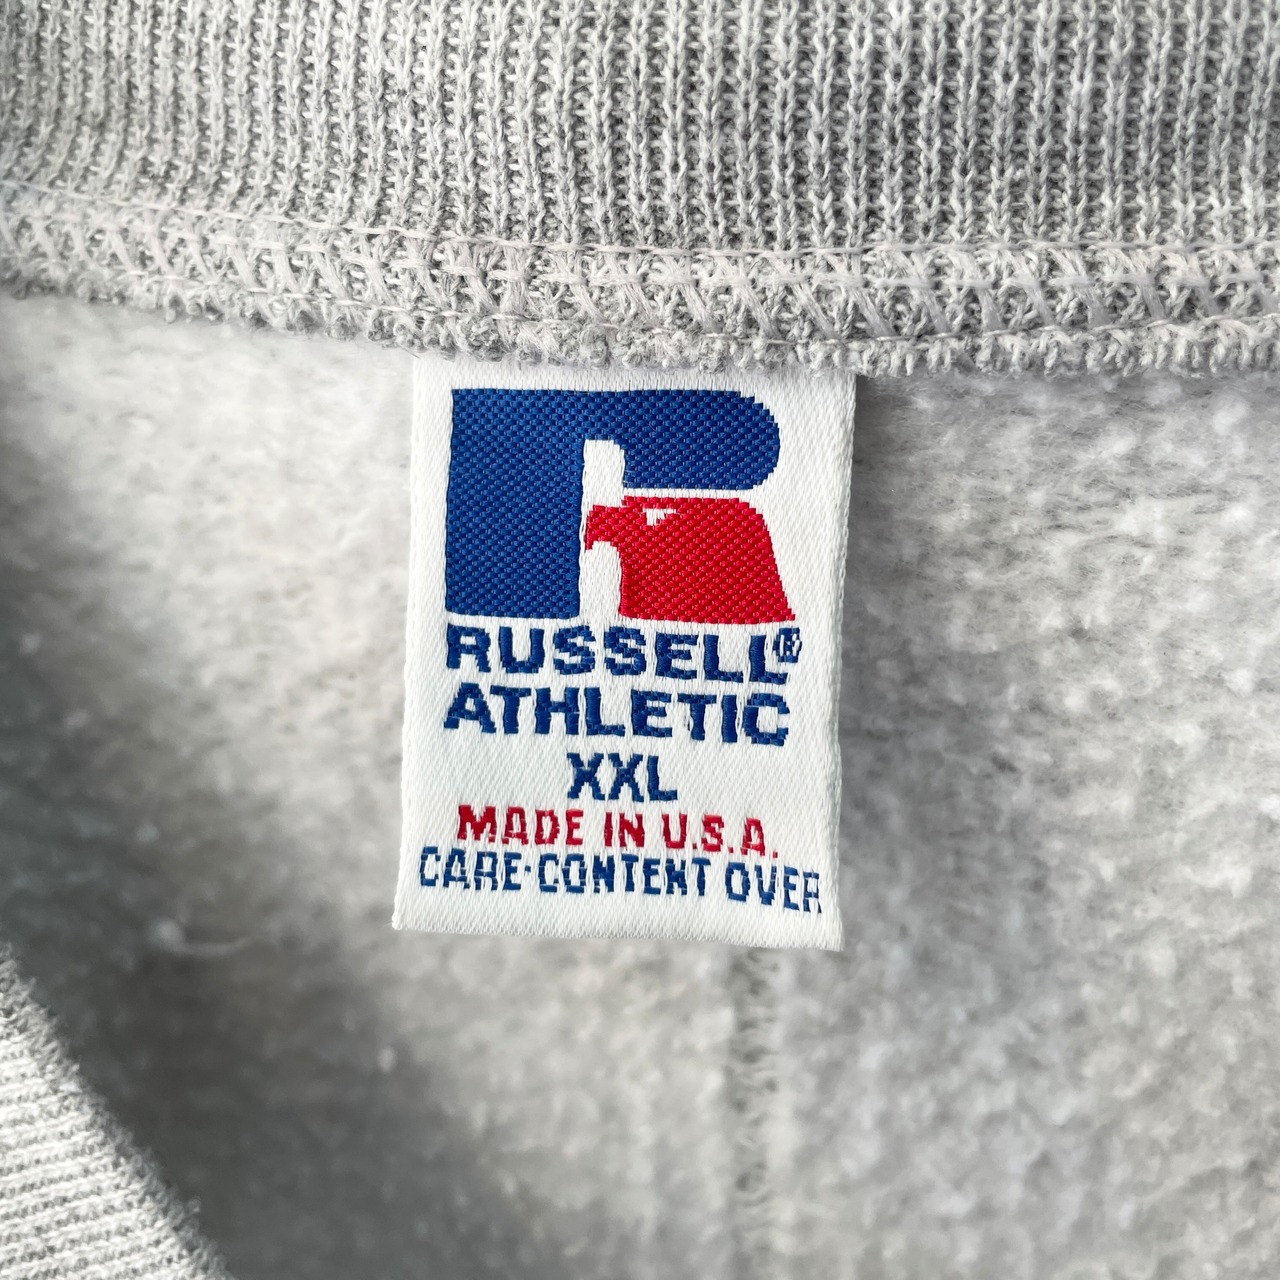 RUSSELL®
ATHLETIC
XXL
MADE IN U.S.A.
CARE·CONTENT OVER